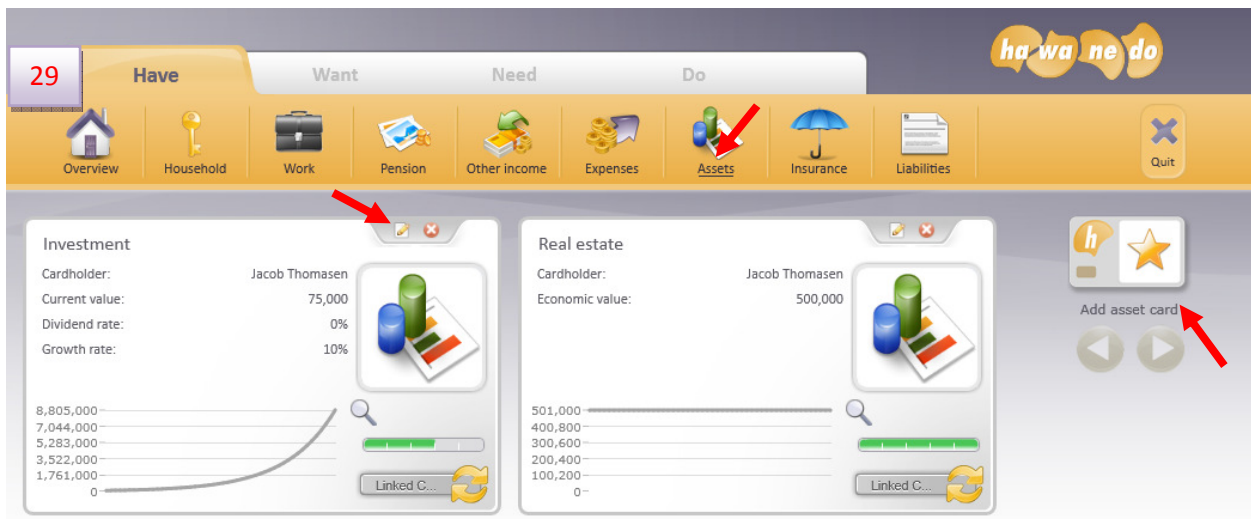 ha wa ne do
29 Have Want Need Do
Overview Household Work Pension Other income Expenses Assets Insurance Liabilities Quit
Investment
Cardholder: Jacob Thomasen
Current value: 75,000
Dividend rate: 0%
Growth rate: 10%
8,805,000
7,044,000
5,283,000
3,522,000
1,761,000
0
Linked C...
Real estate
Cardholder: Jacob Thomasen
Economic value: 500,000
501,000
400,800
300,600
200,400
100,200
0
Linked C...
h
Add asset card